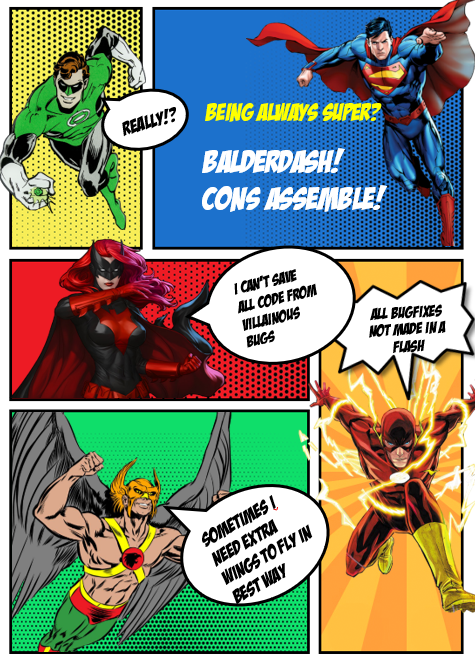 REALLY!?
BEING ALWAYS SUPER?
BALDERDASH!
CONS ASSEMBLE!
I CAN'T SAVE
ALL CODE FROM
VILLAINOUS
BUGS
ALL BUGFIXES
NOT MADE IN A
FLASH
SOMETIMES I
NEED EXTRA
WINGS TO FLY IN
BEST WAY